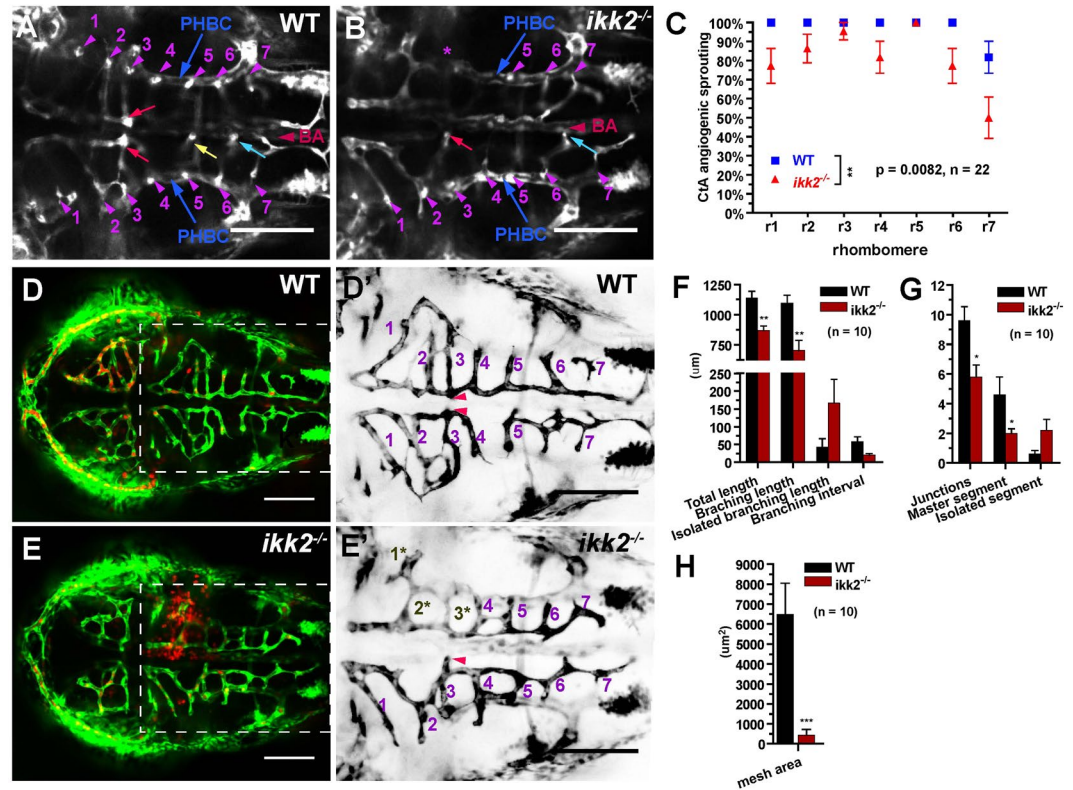 A
PHBC
WT
1
2
3
4
5
6
7
BA
1
2
3
4
5
6
7
PHBC
B
PHBC
ikk2-/-
*
5
6
7
BA
1
2
3
4
5
6
7
PHBC
C
CtA angiogenic sprouting
100%
90%
80%
70%
60%
50%
40%
30%
20%
10%
0%
WT
ikk2-/-
**
p = 0.0082, n = 22
r1 r2 r3 r4 r5 r6 r7
rhombomere
D
WT
D'
WT
1
2
3
4
5
6
7
1
2
3
4
5
7
E
ikk2-/-
E'
ikk2-/-
1*
2*
3*
4
5
6
7
1
2
3
4
5
6
7
F
WT
ikk2-/-
(n = 10)
(um)
1250
1000
750
500
250
200
150
100
50
0
**
**
Total length
Braching length
Isolated branching length
Branching interval
G
WT
ikk2-/-
(n = 10)
12
10
8
6
4
2
0
*
*
Junctions
Master segment
Isolated segment
H
WT
ikk2-/-
(n = 10)
(um2)
9000
8000
7000
6000
5000
4000
3000
2000
1000
0
***
mesh area